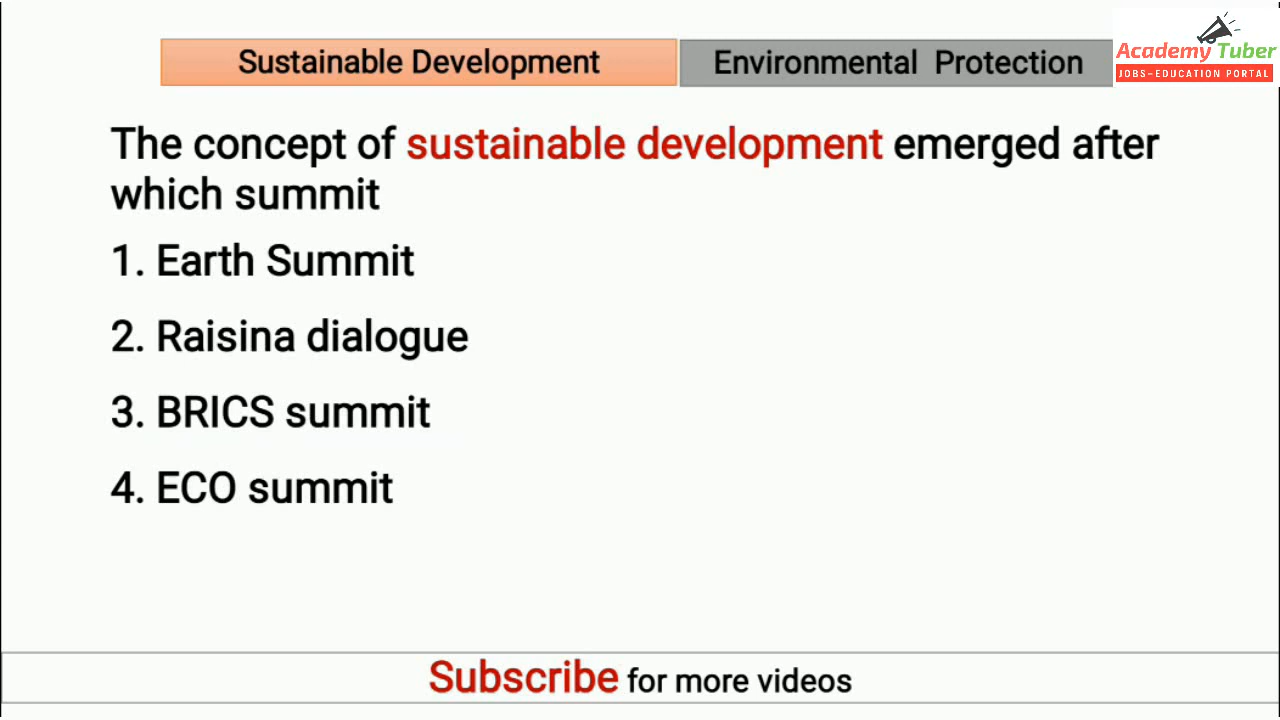 Sustainable Development
Environmental Protection
Academy Tuber
JOBS-EDUCATION PORTAL
The concept of sustainable development emerged after
which summit
1. Earth Summit
2. Raisina dialogue
3. BRICS summit
4. ECO summit
Subscribe for more videos